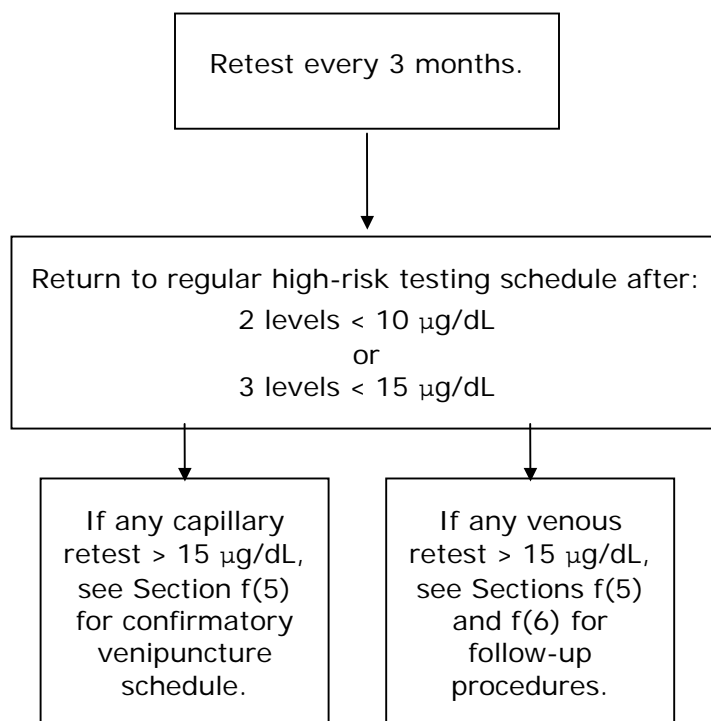 Retest every 3 months.
Return to regular high-risk testing schedule after:
2 levels < 10 μg/dL
or
3 levels < 15 μg/dL
If any capillary
retest > 15 μg/dL,
see Section f(5)
for confirmatory
venipuncture
schedule.
If any venous
retest > 15 μg/dL,
see Sections f(5)
and f(6) for
follow-up
procedures.